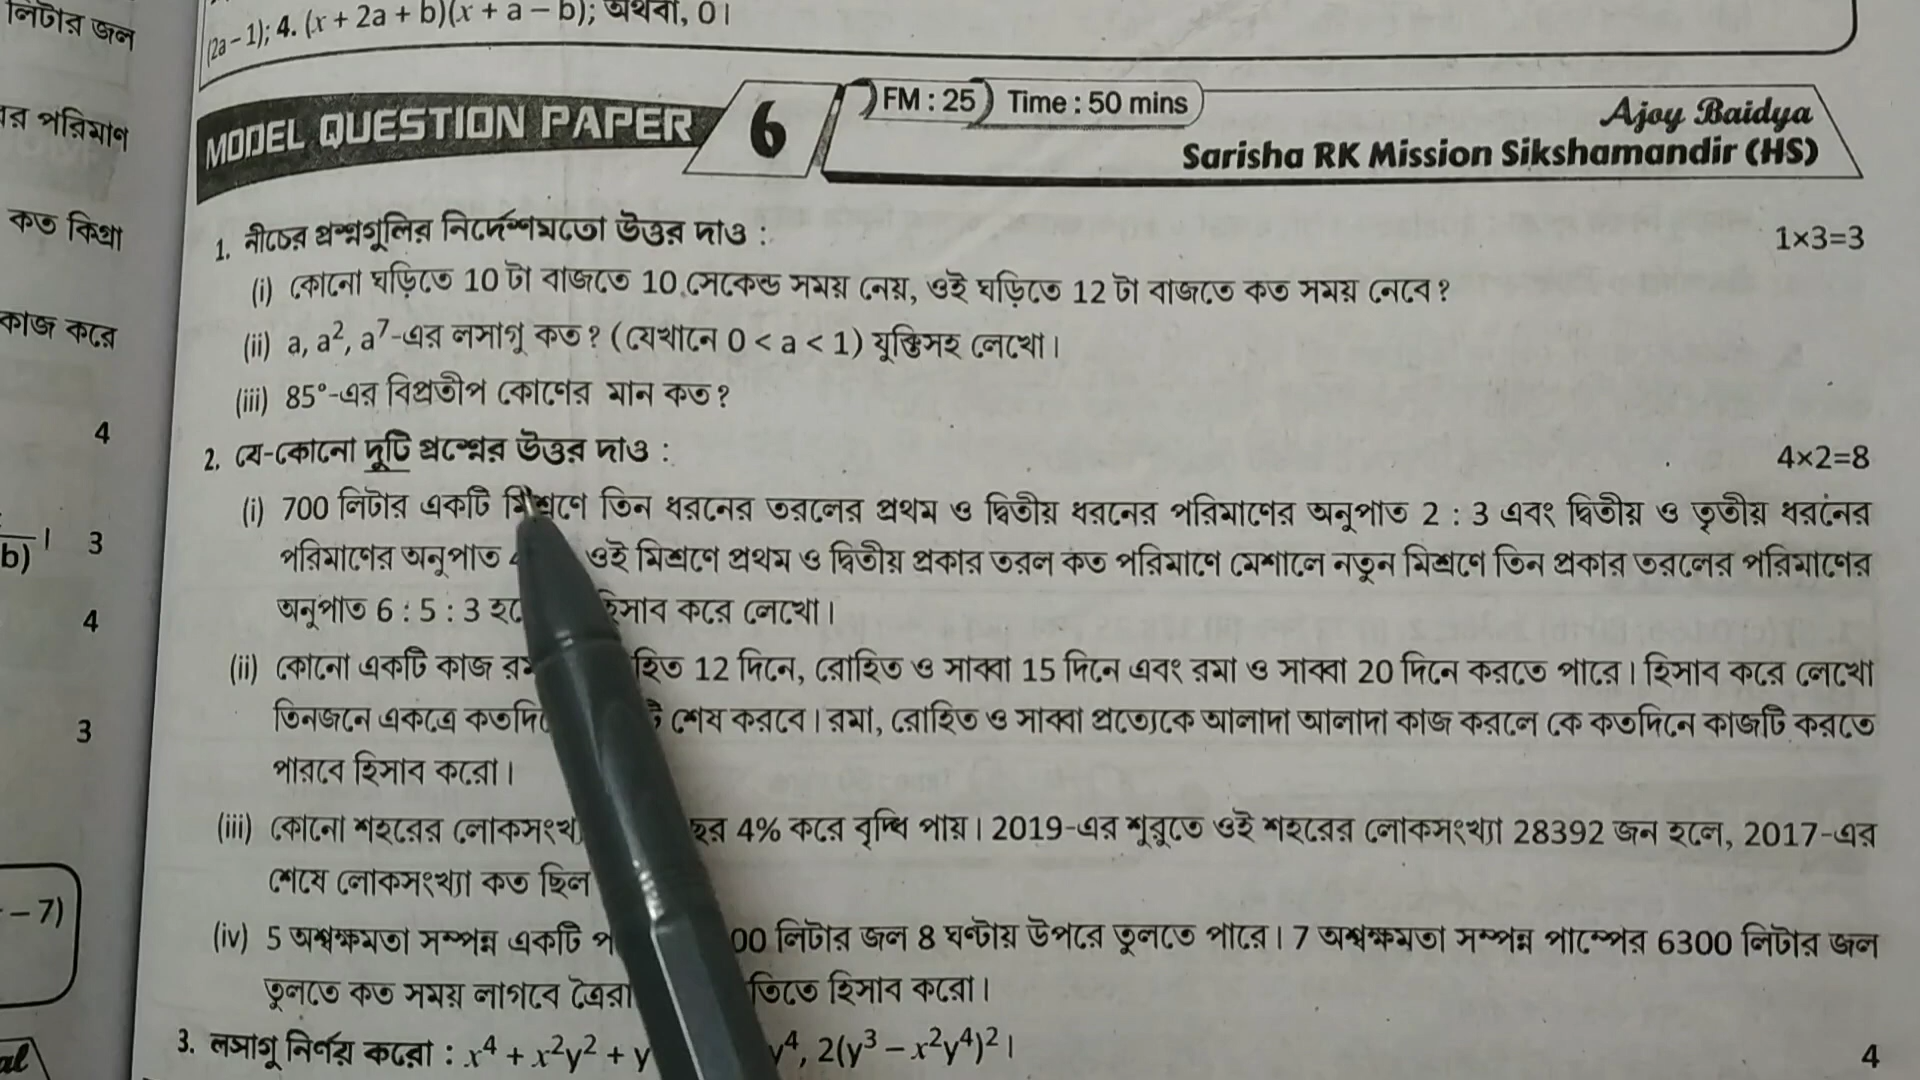 লিটার জল
(2a – 1); 4. (x + 2a + b)(x + a – b); অথবা, 0।
র পরিমাণ
কত কিগ্রা
কাজ করে
4
b)
। 3
4
3
– 7)
al
MODEL QUESTION PAPER 6 FM : 25 Time : 50 mins
Ajoy Baidya
Sarisha RK Mission Sikshamandir (HS)
1. নীচের প্রশ্নগুলির নির্দেশমতো উত্তর দাও : 1×3=3
(i) কোনো ঘড়িতে 10 টা বাজতে 10 সেকেন্ড সময় নেয়, ওই ঘড়িতে 12 টা বাজতে কত সময় নেবে?
(ii) a, a², a⁷-এর লসাগু কত? (যেখানে 0 < a < 1) যুক্তিসহ লেখো।
(iii) 85°-এর বিপ্রতীপ কোণের মান কত?
2. যে-কোনো দুটি প্রশ্নের উত্তর দাও : 4×2=8
(i) 700 লিটার একটি মিশ্রণে তিন ধরনের তরলের প্রথম ও দ্বিতীয় ধরনের পরিমাণের অনুপাত 2 : 3 এবং দ্বিতীয় ও তৃতীয় ধরনের
পরিমাণের অনুপাত ওই মিশ্রণে প্রথম ও দ্বিতীয় প্রকার তরল কত পরিমাণে মেশালে নতুন মিশ্রণে তিন প্রকার তরলের পরিমাণের
অনুপাত 6 : 5 : 3 হিসাব করে লেখো।
(ii) কোনো একটি কাজ হিত 12 দিনে, রোহিত ও সাব্বা 15 দিনে এবং রমা ও সাব্বা 20 দিনে করতে পারে। হিসাব করে লেখো
তিনজনে একত্রে শেষ করবে। রমা, রোহিত ও সাব্বা প্রত্যেকে আলাদা আলাদা কাজ করলে কে কতদিনে কাজটি করতে
পারবে হিসাব করো।
(iii) কোনো শহরের 4% করে বৃদ্ধি পায়। 2019-এর শুরুতে ওই শহরের লোকসংখ্যা 28392 জন হলে, 2017-এর
শেষে লোকসংখ্যা কত ছিল
(iv) 5 অশ্বক্ষমতা সম্পন্ন একটি 00 লিটার জল 8 ঘণ্টায় উপরে তুলতে পারে। 7 অশ্বক্ষমতা সম্পন্ন পাম্পের 6300 লিটার জল
তুলতে কত সময় লাগবে হিসাব করো।
3. লসাগু নির্ণয় করো : x⁴ + x²y² + y y⁴, 2(y³ – x²y⁴)²। 4